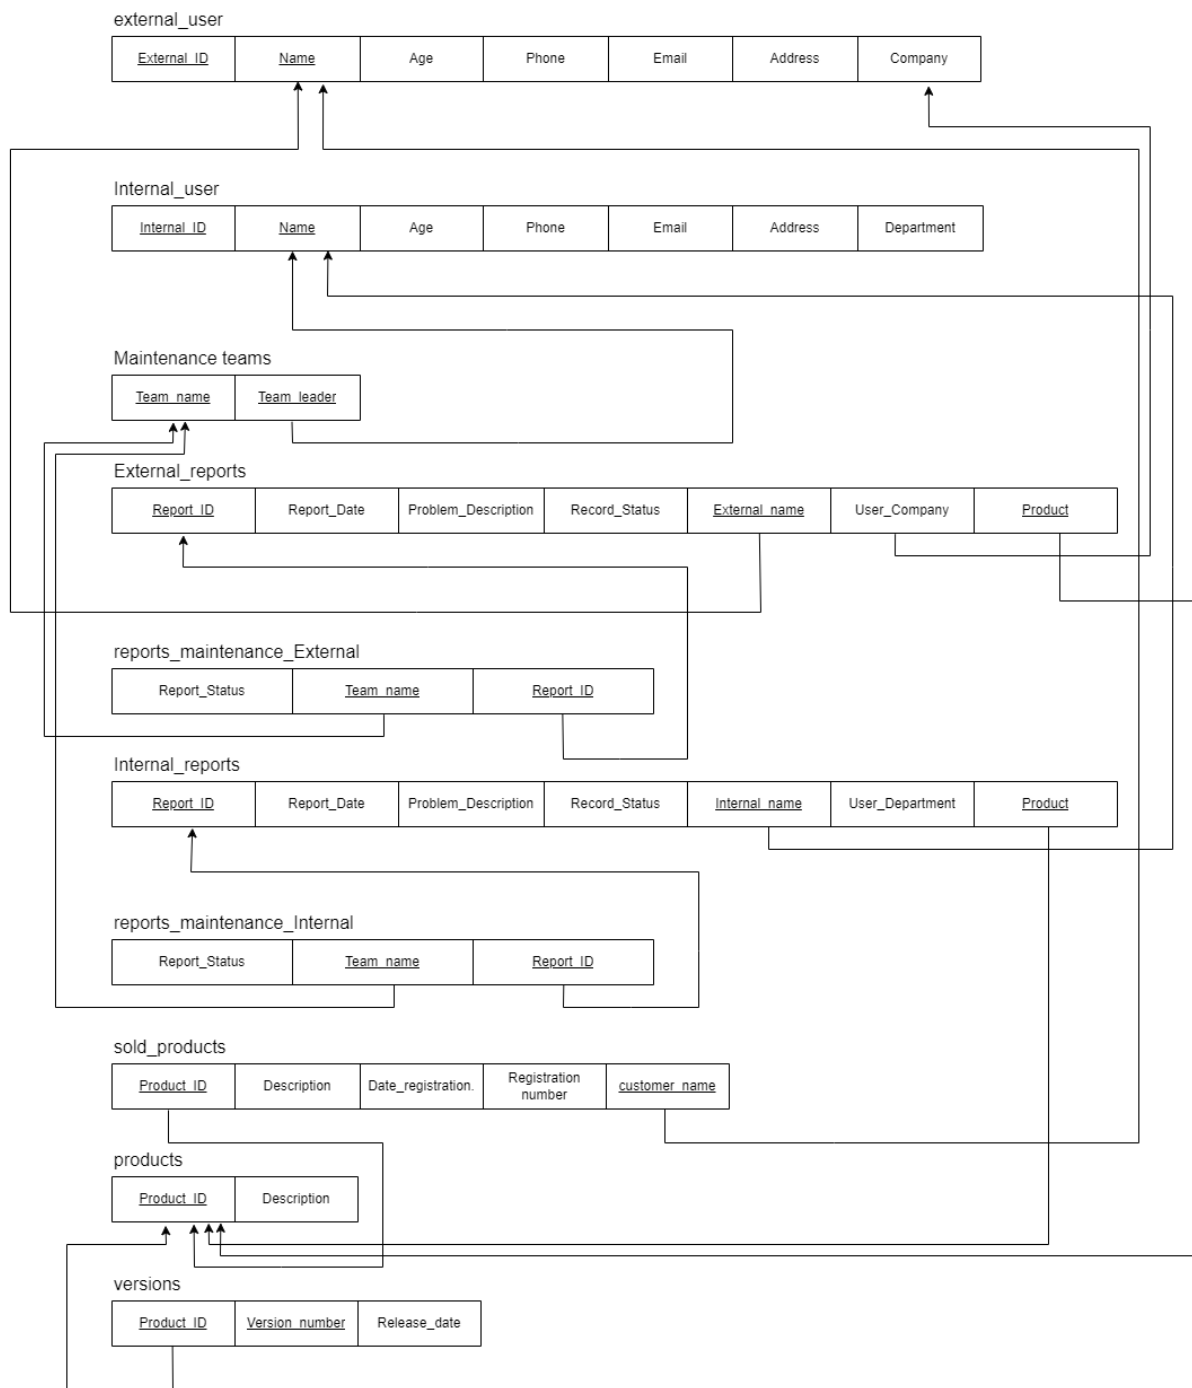 external_user
External_ID Name Age Phone Email Address Company
Internal_user
Internal_ID Name Age Phone Email Address Department
Maintenance teams
Team_name Team_leader
External_reports
Report_ID Report_Date Problem_Description Record_Status External_name User_Company Product
reports_maintenance_External
Report_Status Team_name Report_ID
Internal_reports
Report_ID Report_Date Problem_Description Record_Status Internal_name User_Department Product
reports_maintenance_Internal
Report_Status Team_name Report_ID
sold_products
Product_ID Description Date_registration. Registration
number customer_name
products
Product_ID Description
versions
Product_ID Version_number Release_date